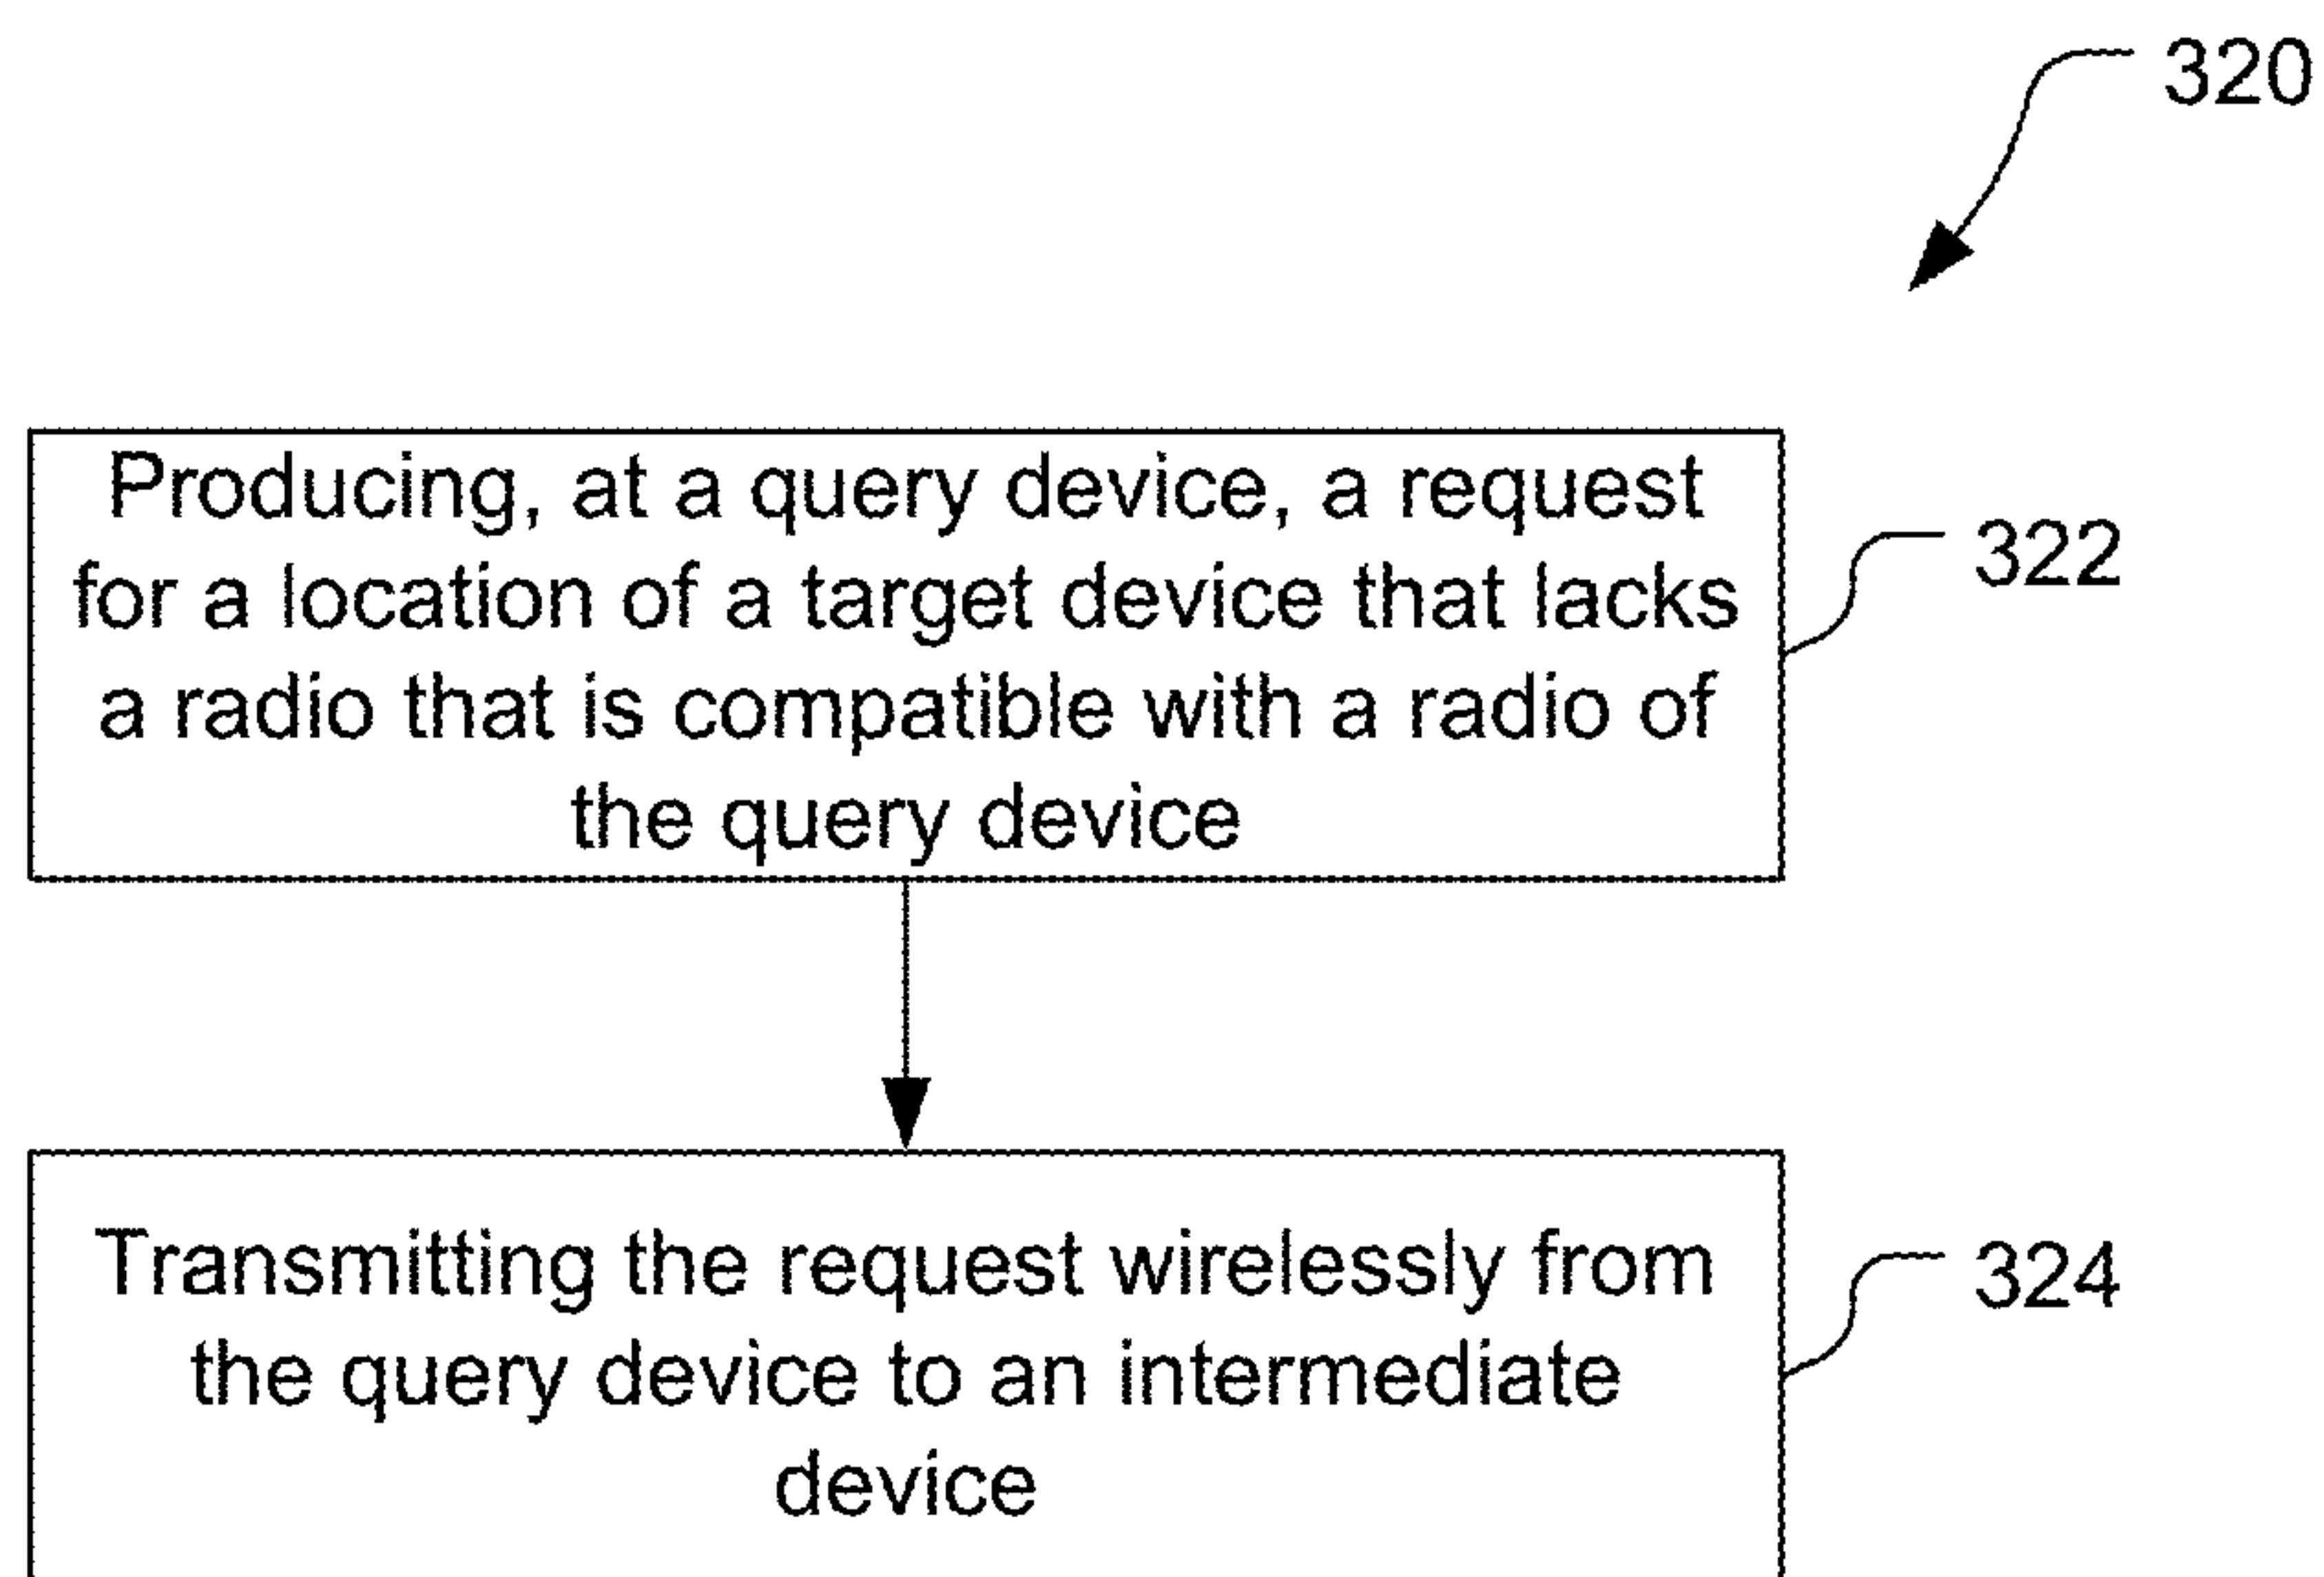 320
Producing, at a query device, a request
for a location of a target device that lacks
a radio that is compatible with a radio of
the query device
322
Transmitting the request wirelessly from
the query device to an intermediate
device
324